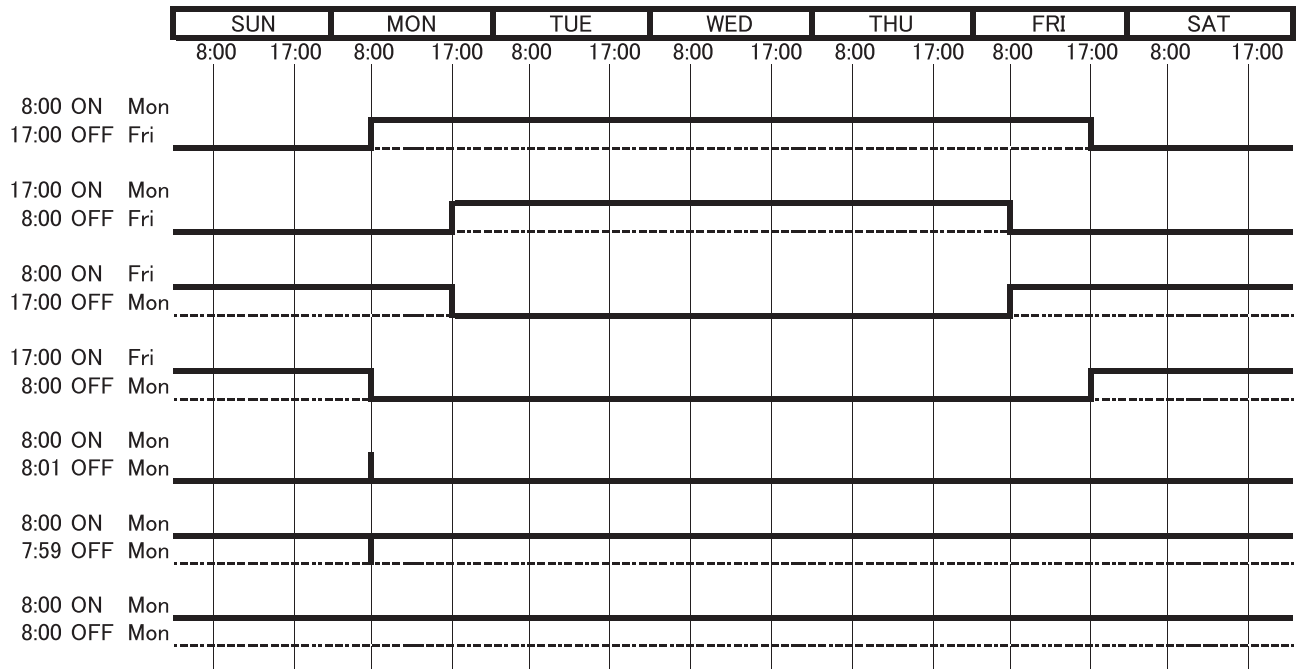 SUN MON TUE WED THU FRI SAT
8:00 17:00 8:00 17:00 8:00 17:00 8:00 17:00 8:00 17:00 8:00 17:00 8:00 17:00
8:00 ON Mon
17:00 OFF Fri
17:00 ON Mon
8:00 OFF Fri
8:00 ON Fri
17:00 OFF Mon
17:00 ON Fri
8:00 OFF Mon
8:00 ON Mon
8:01 OFF Mon
8:00 ON Mon
7:59 OFF Mon
8:00 ON Mon
8:00 OFF Mon